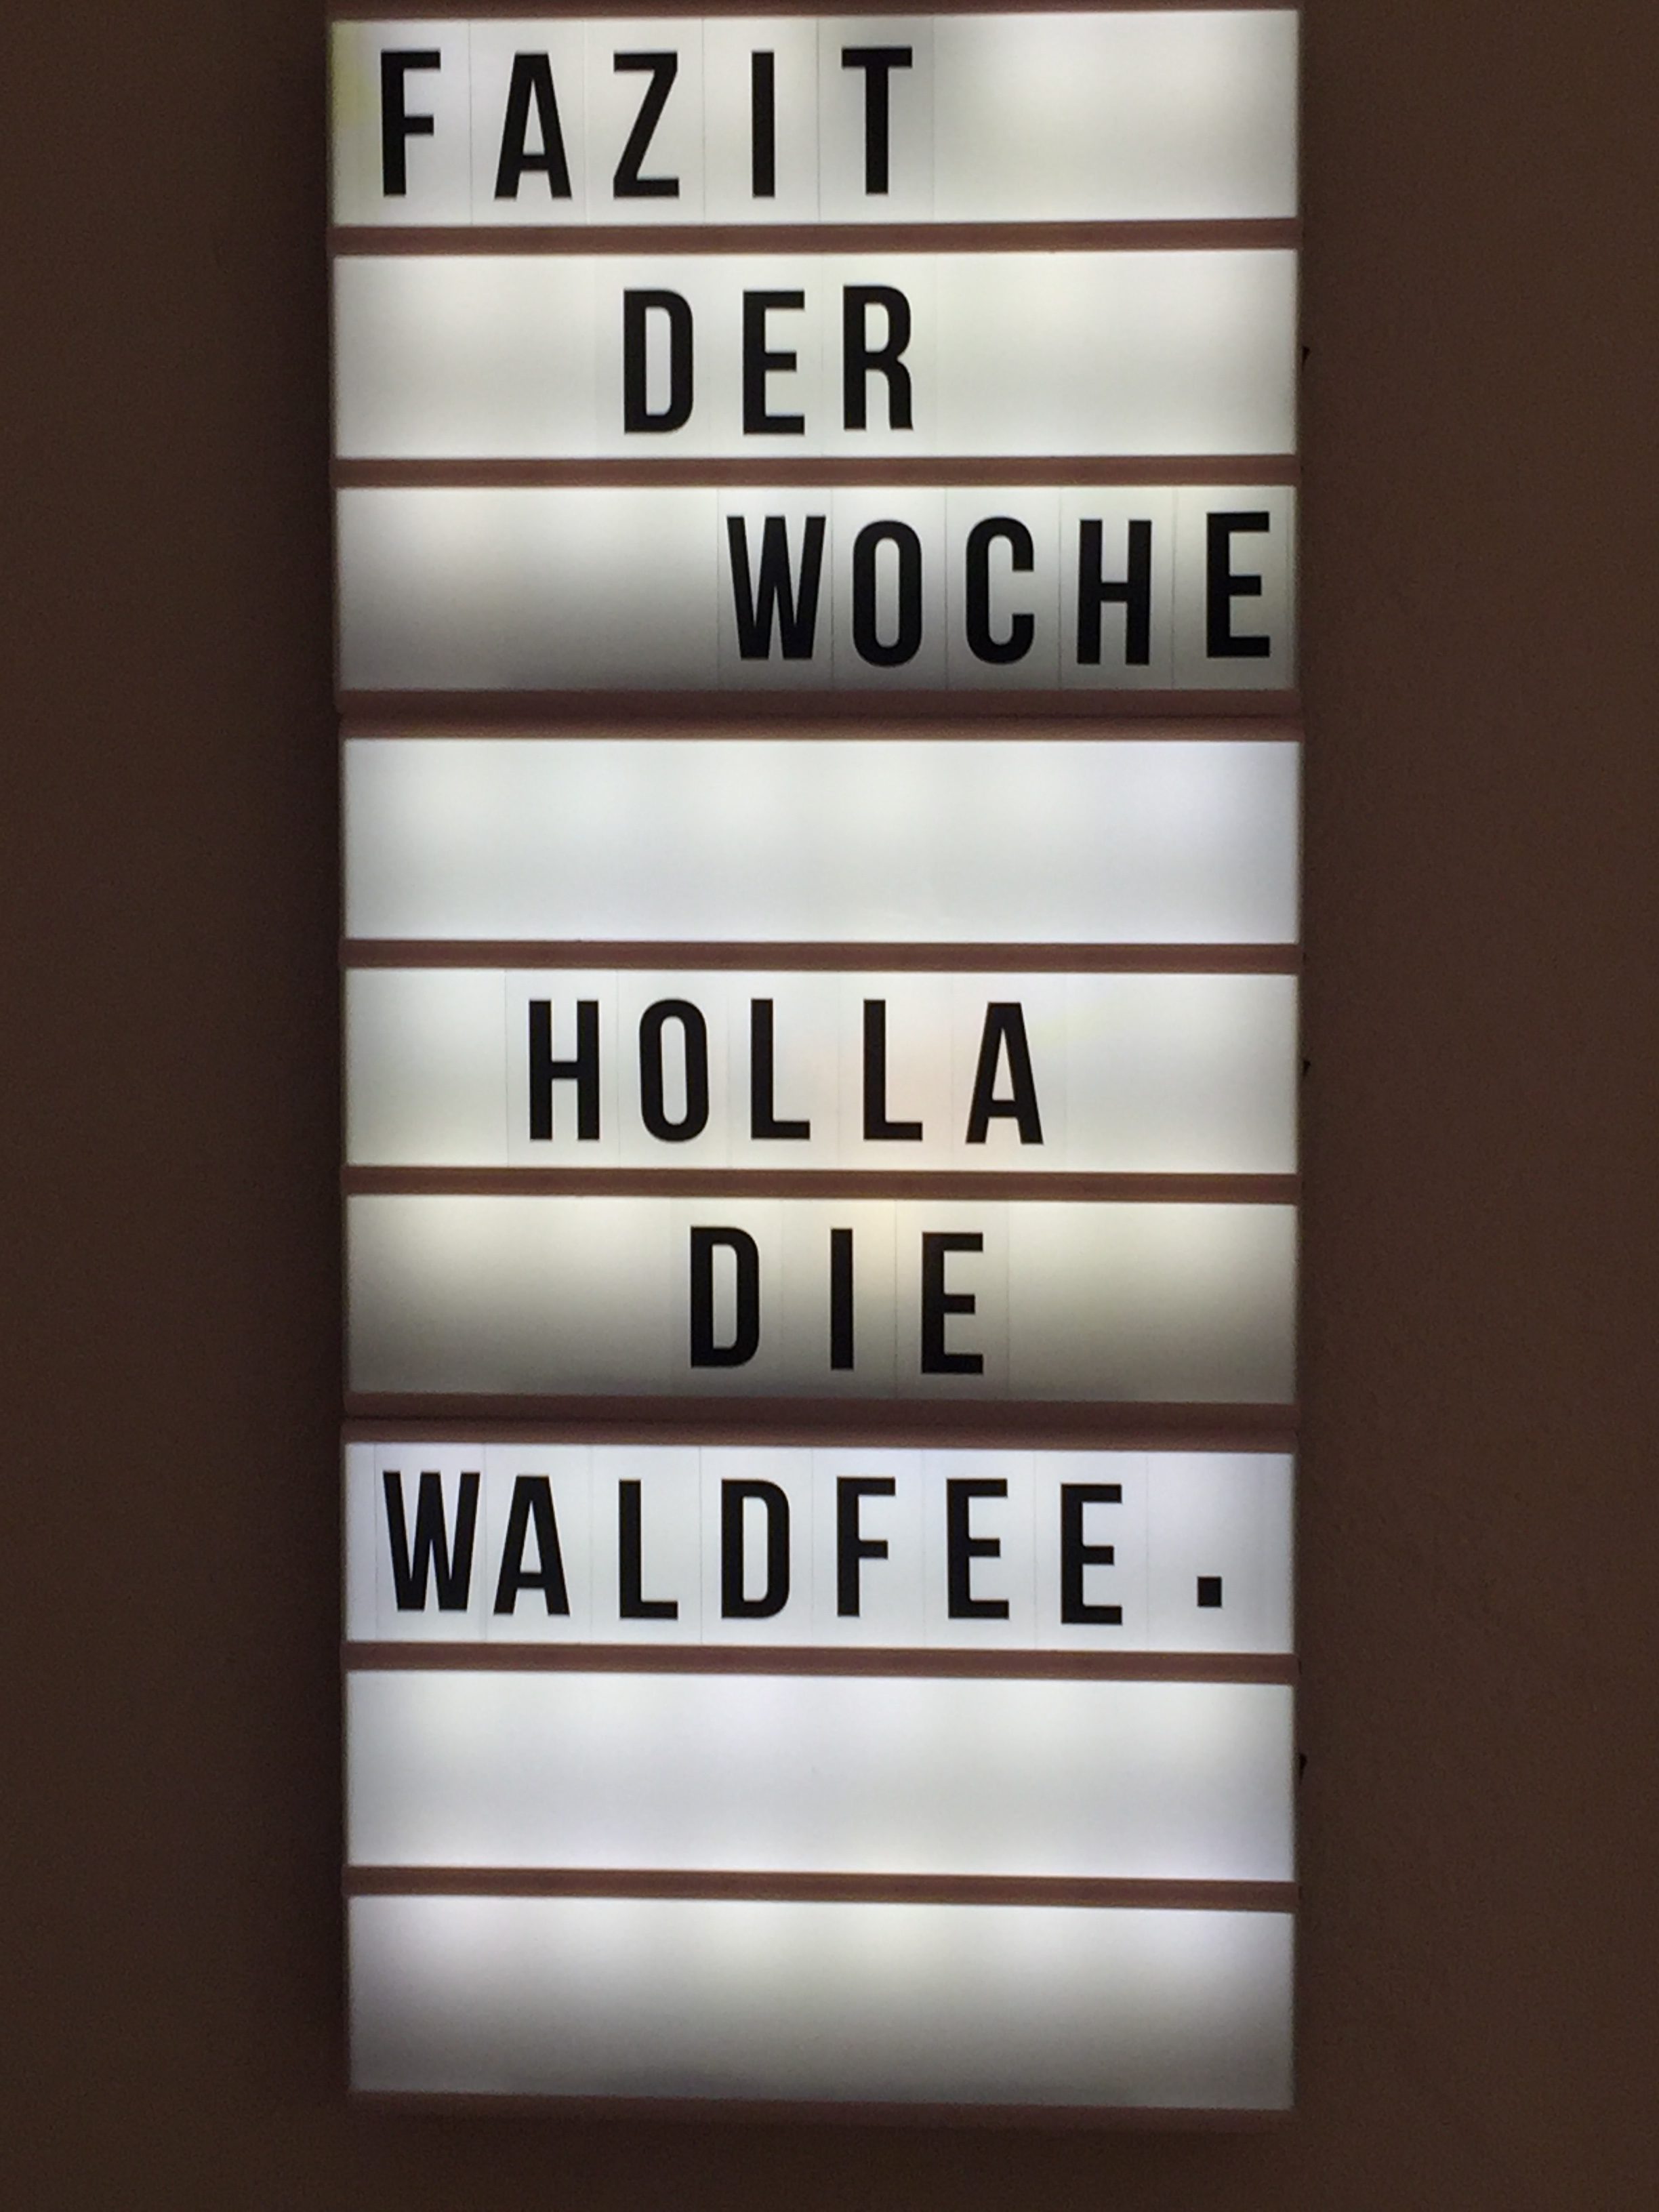 FAZIT
DER
WOCHE
HOLLA
DIE
WALDFEE.